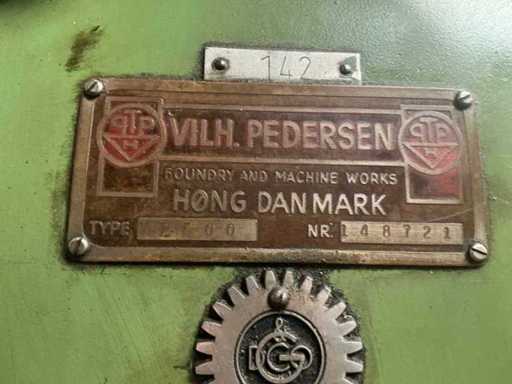 142
VILH. PEDERSEN
FOUNDRY AND MACHINE WORKS
HØNG DANMARK
TYPE NR. 148721